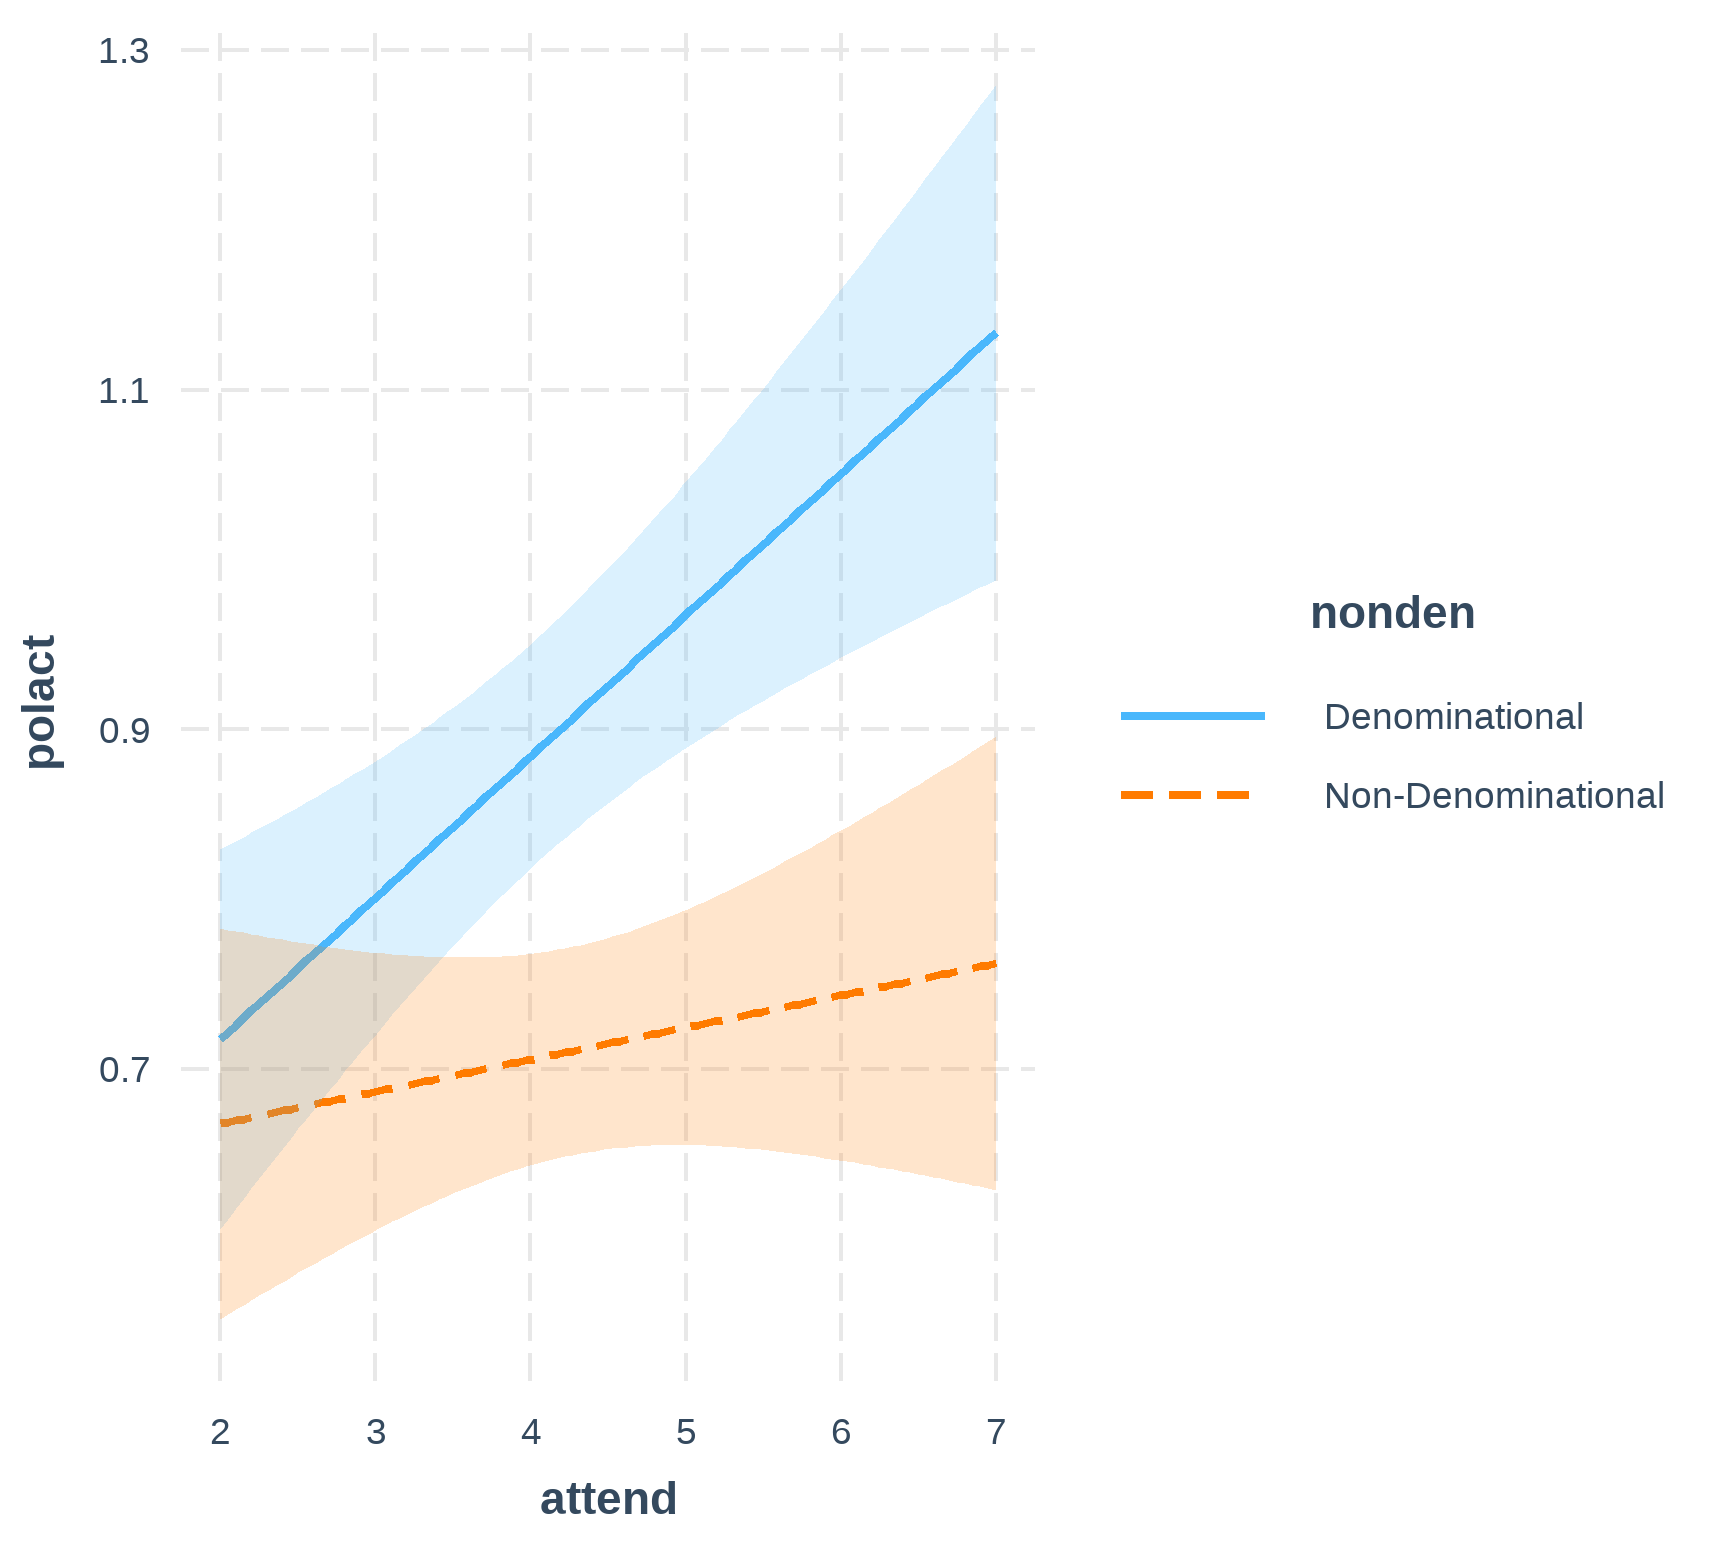 1.3
1.1
0.9
0.7
polact
2 3 4 5 6 7
attend
nonden
Denominational
Non-Denominational